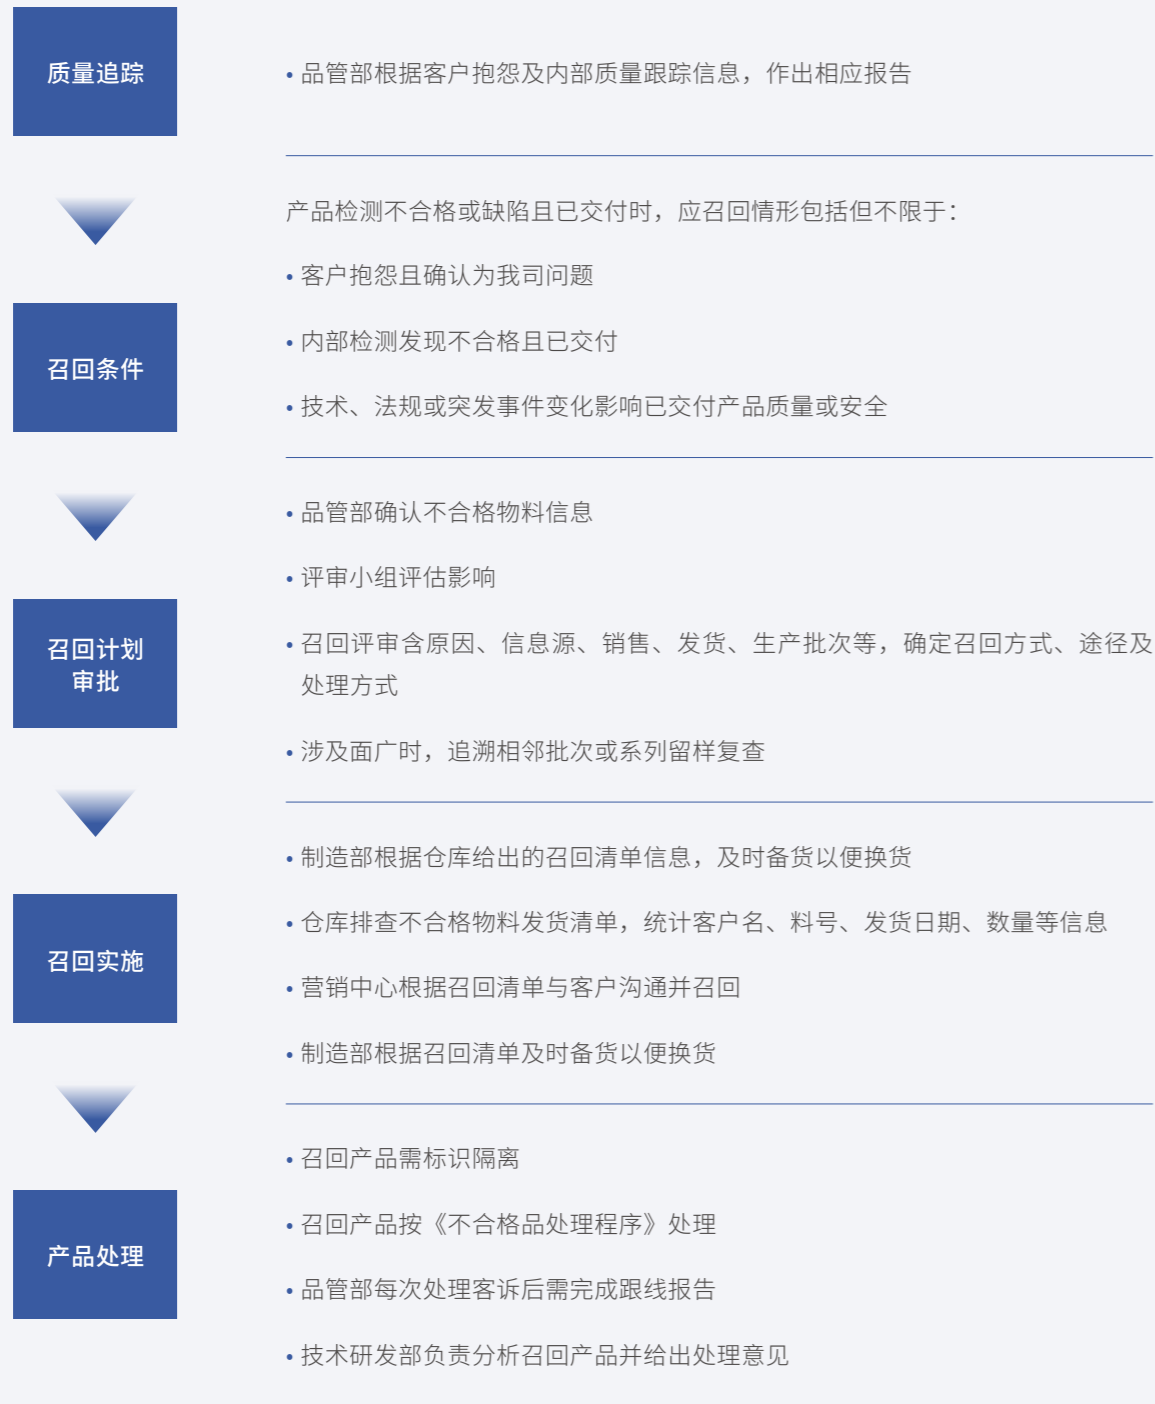 质量追踪
• 品管部根据客户抱怨及内部质量跟踪信息，作出相应报告
产品检测不合格或缺陷且已交付时，应召回情形包括但不限于：
• 客户抱怨且确认为我司问题
• 内部检测发现不合格且已交付
召回条件
• 技术、法规或突发事件变化影响已交付产品质量或安全
• 品管部确认不合格物料信息
• 评审小组评估影响
召回计划
审批
• 召回评审含原因、信息源、销售、发货、生产批次等，确定召回方式、途径及
处理方式
• 涉及面广时，追溯相邻批次或系列留样复查
• 制造部根据仓库给出的召回清单信息，及时备货以便换货
• 仓库排查不合格物料发货清单，统计客户名、料号、发货日期、数量等信息
召回实施
• 营销中心根据召回清单与客户沟通并召回
• 制造部根据召回清单及时备货以便换货
• 召回产品需标识隔离
• 召回产品按《不合格品处理程序》处理
产品处理
• 品管部每次处理客诉后需完成跟线报告
• 技术研发部负责分析召回产品并给出处理意见